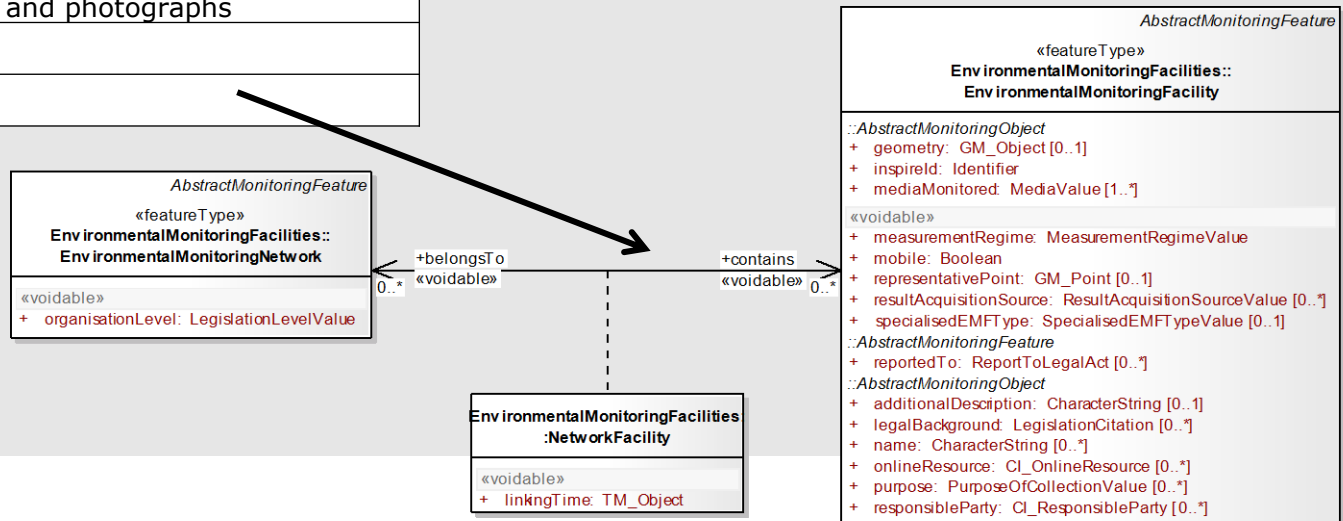 and photographs
AbstractMonitoringFeature
«featureType»
EnvironmentalMonitoringFacilities::
EnvironmentalMonitoringNetwork
«voidable»
+ organisationLevel: LegislationLevelValue
+belongsTo
«voidable»
0..*
+contains
«voidable»
0..*
EnvironmentalMonitoringFacilities:
:NetworkFacility
«voidable»
+ linkingTime: TM_Object
AbstractMonitoringFeature
«featureType»
EnvironmentalMonitoringFacilities::
EnvironmentalMonitoringFacility
::AbstractMonitoringObject
+ geometry: GM_Object [0..1]
+ inspireId: Identifier
+ mediaMonitored: MediaValue [1..*]
«voidable»
+ measurementRegime: MeasurementRegimeValue
+ mobile: Boolean
+ representativePoint: GM_Point [0..1]
+ resultAcquisitionSource: ResultAcquisitionSourceValue [0..*]
+ specialisedEMFType: SpecialisedEMFTypeValue [0..1]
::AbstractMonitoringFeature
+ reportedTo: ReportToLegalAct [0..*]
::AbstractMonitoringObject
+ additionalDescription: CharacterString [0..1]
+ legalBackground: LegislationCitation [0..*]
+ name: CharacterString [0..*]
+ onlineResource: CI_OnlineResource [0..*]
+ purpose: PurposeOfCollectionValue [0..*]
+ responsibleParty: CI_ResponsibleParty [0..*]